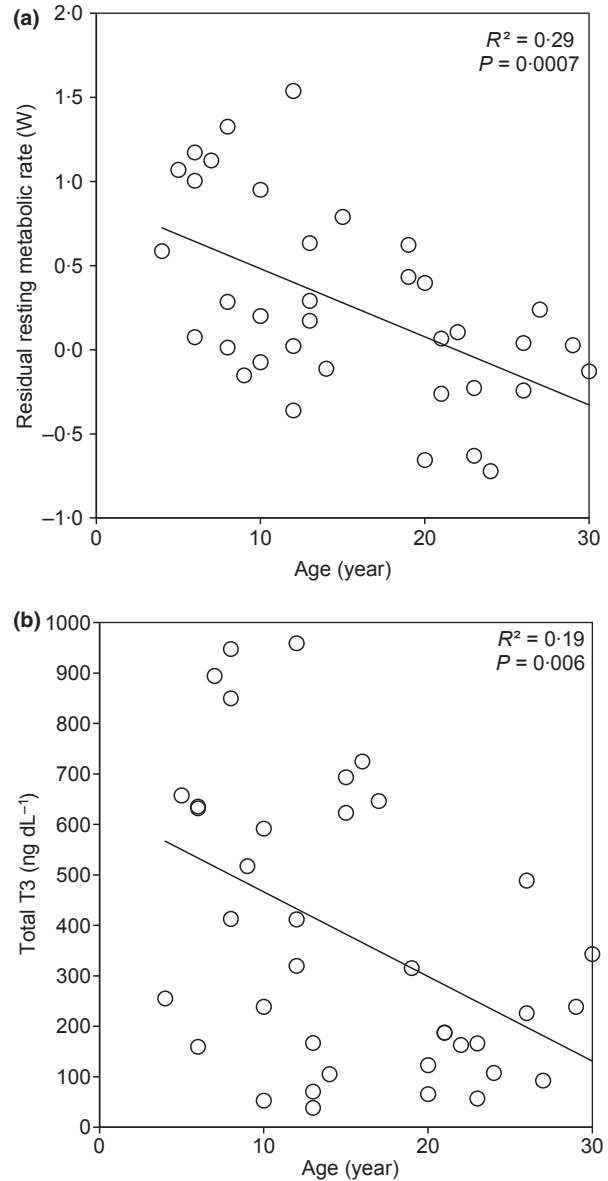 (a)
2·0
R² = 0·29
P = 0·0007
1·5
1·0
0·5
0·0
–0·5
–1·0
Residual resting metabolic rate (W)
0 10 20 30
Age (year)
(b)
1000
R² = 0·19
P = 0·006
900
800
700
600
500
400
300
200
100
0
Total T3 (ng dL⁻¹)
0 10 20 30
Age (year)